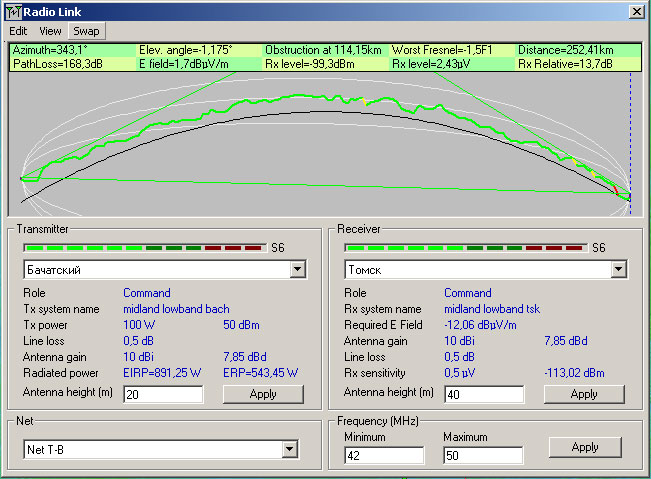 Radio Link
Edit View Swap
Azimuth=343,1° Elev. angle=-1,175° Obstruction at 114,15km Worst Fresnel=-1,5F1 Distance=252,41km
PathLoss=168,3dB E field=1,7dBµV/m Rx level=-99,3dBm Rx level=2,43µV Rx Relative=13,7dB
Transmitter
S6
Бачатский
Role Command
Tx system name midland lowband bach
Tx power 100 W 50 dBm
Line loss 0,5 dB
Antenna gain 10 dBi 7,85 dBd
Radiated power EIRP=891,25 W ERP=543,45 W
Antenna height (m) 20 Apply
Receiver
S6
Томск
Role Command
Rx system name midland lowband tsk
Required E Field -12,06 dBµV/m
Antenna gain 10 dBi 7,85 dBd
Line loss 0,5 dB
Rx sensitivity 0,5 µV -113,02 dBm
Antenna height (m) 40 Apply
Net
Net T-B
Frequency (MHz)
Minimum Maximum
42 50 Apply